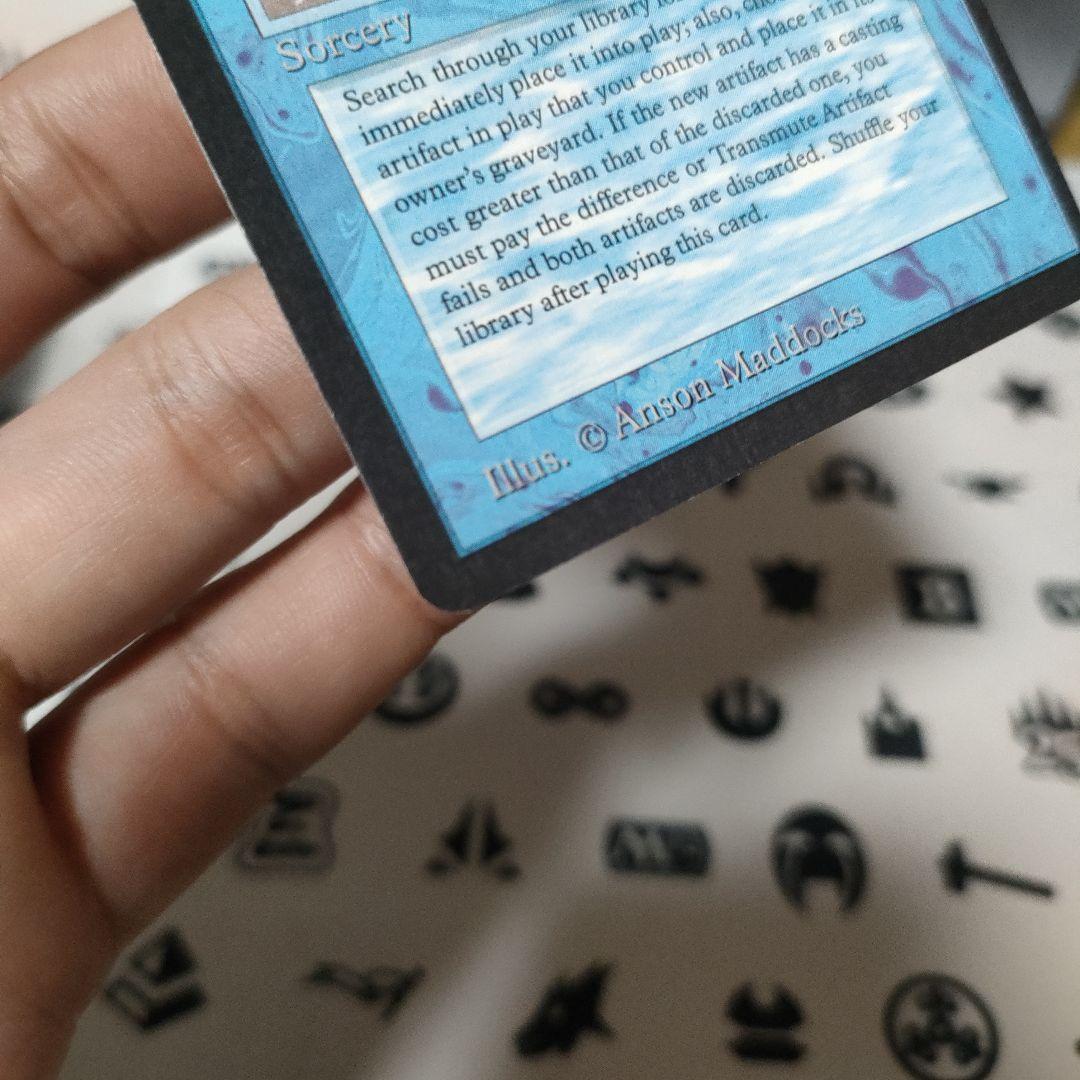 Sorcery
Search through your library
immediately place it into play; also,
artifact in play that you control and place it in
owner's graveyard. If the new artifact has a casting
cost greater than that of the discarded one, you
must pay the difference or Transmute Artifact
fails and both artifacts are discarded. Shuffle your
library after playing this card.
Illus. © Anson Maddocks